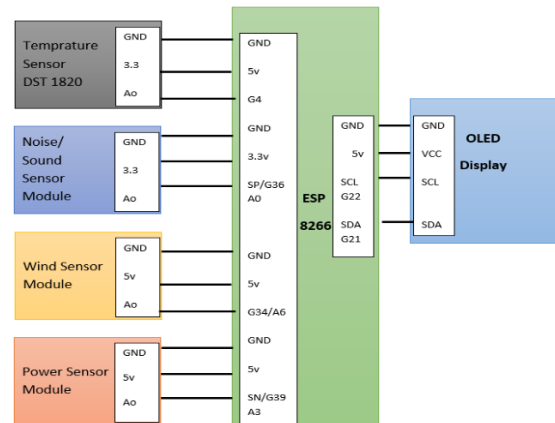 Temprature
Sensor
DST 1820
GND
3.3
Ao
Noise/
Sound
Sensor
Module
GND
3.3
Ao
Wind Sensor
Module
GND
5v
Ao
Power Sensor
Module
GND
5v
Ao
GND
5v
G4
GND
3.3v
SP/G36
A0
GND
5v
G34/A6
GND
5v
SN/G39
A3
ESP
8266
GND
5v
SCL
G22
SDA
G21
GND
VCC
SCL
SDA
OLED
Display